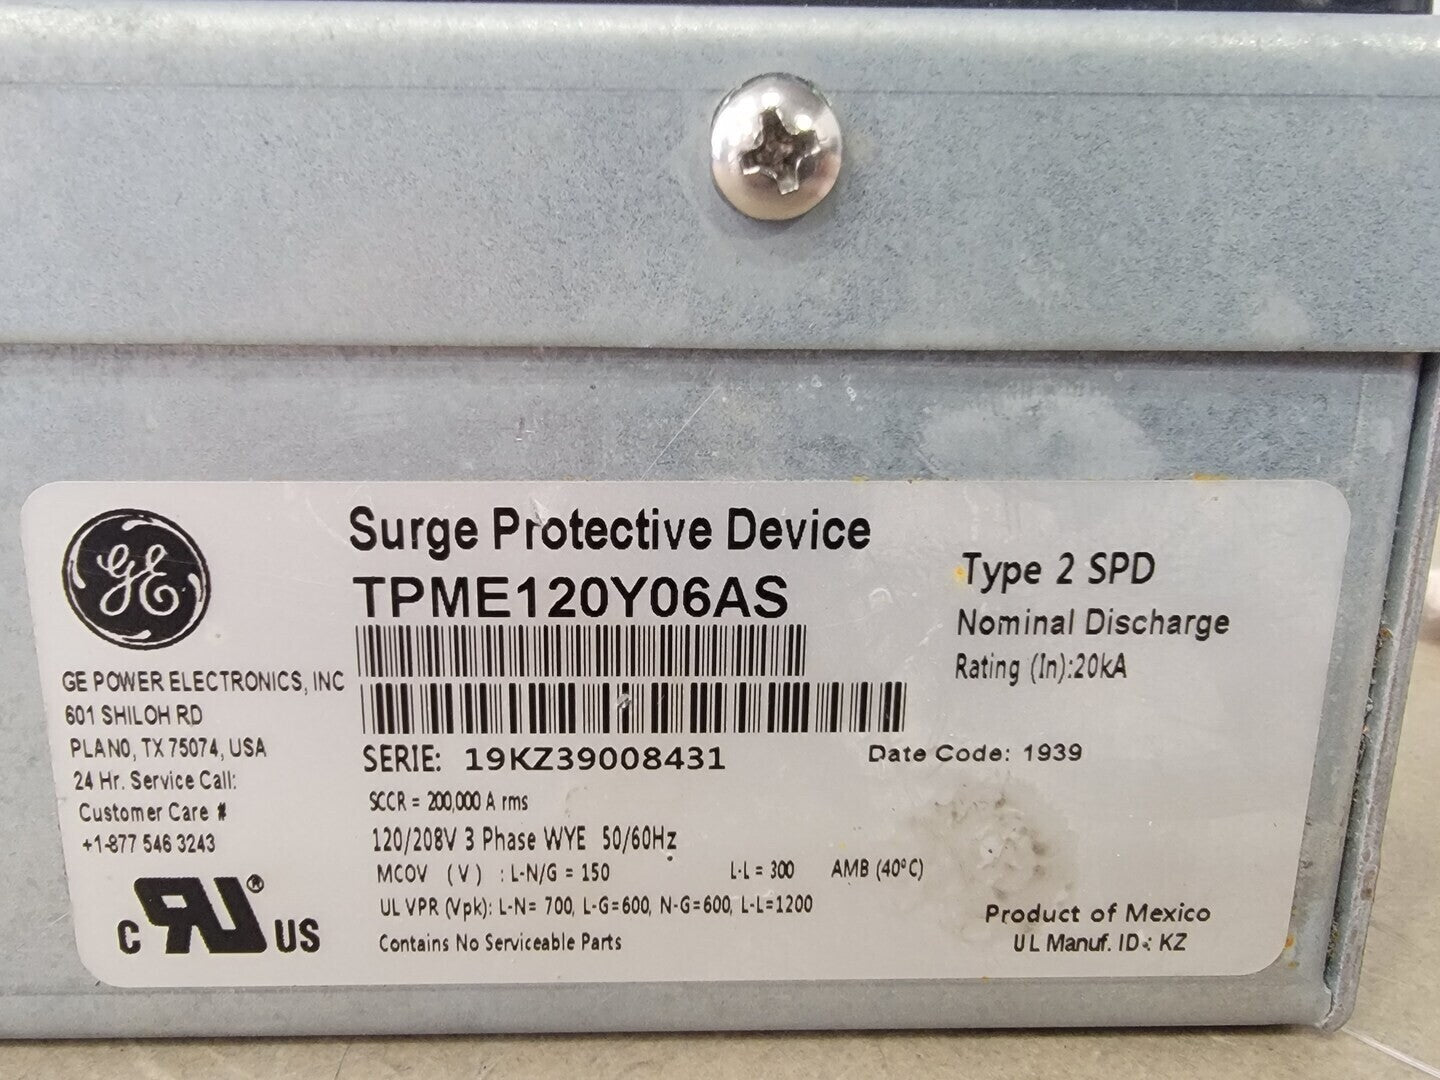 GE
Surge Protective Device
TPME120Y06AS
Type 2 SPD
Nominal Discharge
Rating (In):20kA
GE POWER ELECTRONICS, INC
601 SHILOH RD
PLANO, TX 75074, USA
24 Hr. Service Call:
Customer Care #
+1-877 546 3243
SERIE: 19KZ39008431
Date Code: 1939
SCCR = 200,000 A rms
120/208V 3 Phase WYE 50/60Hz
MCOV (V) : L-N/G = 150 L-L = 300 AMB (40°C)
UL VPR (Vpk): L-N= 700, L-G=600, N-G=600, L-L=1200
Contains No Serviceable Parts
c RU® US
Product of Mexico
UL Manuf. ID : KZ